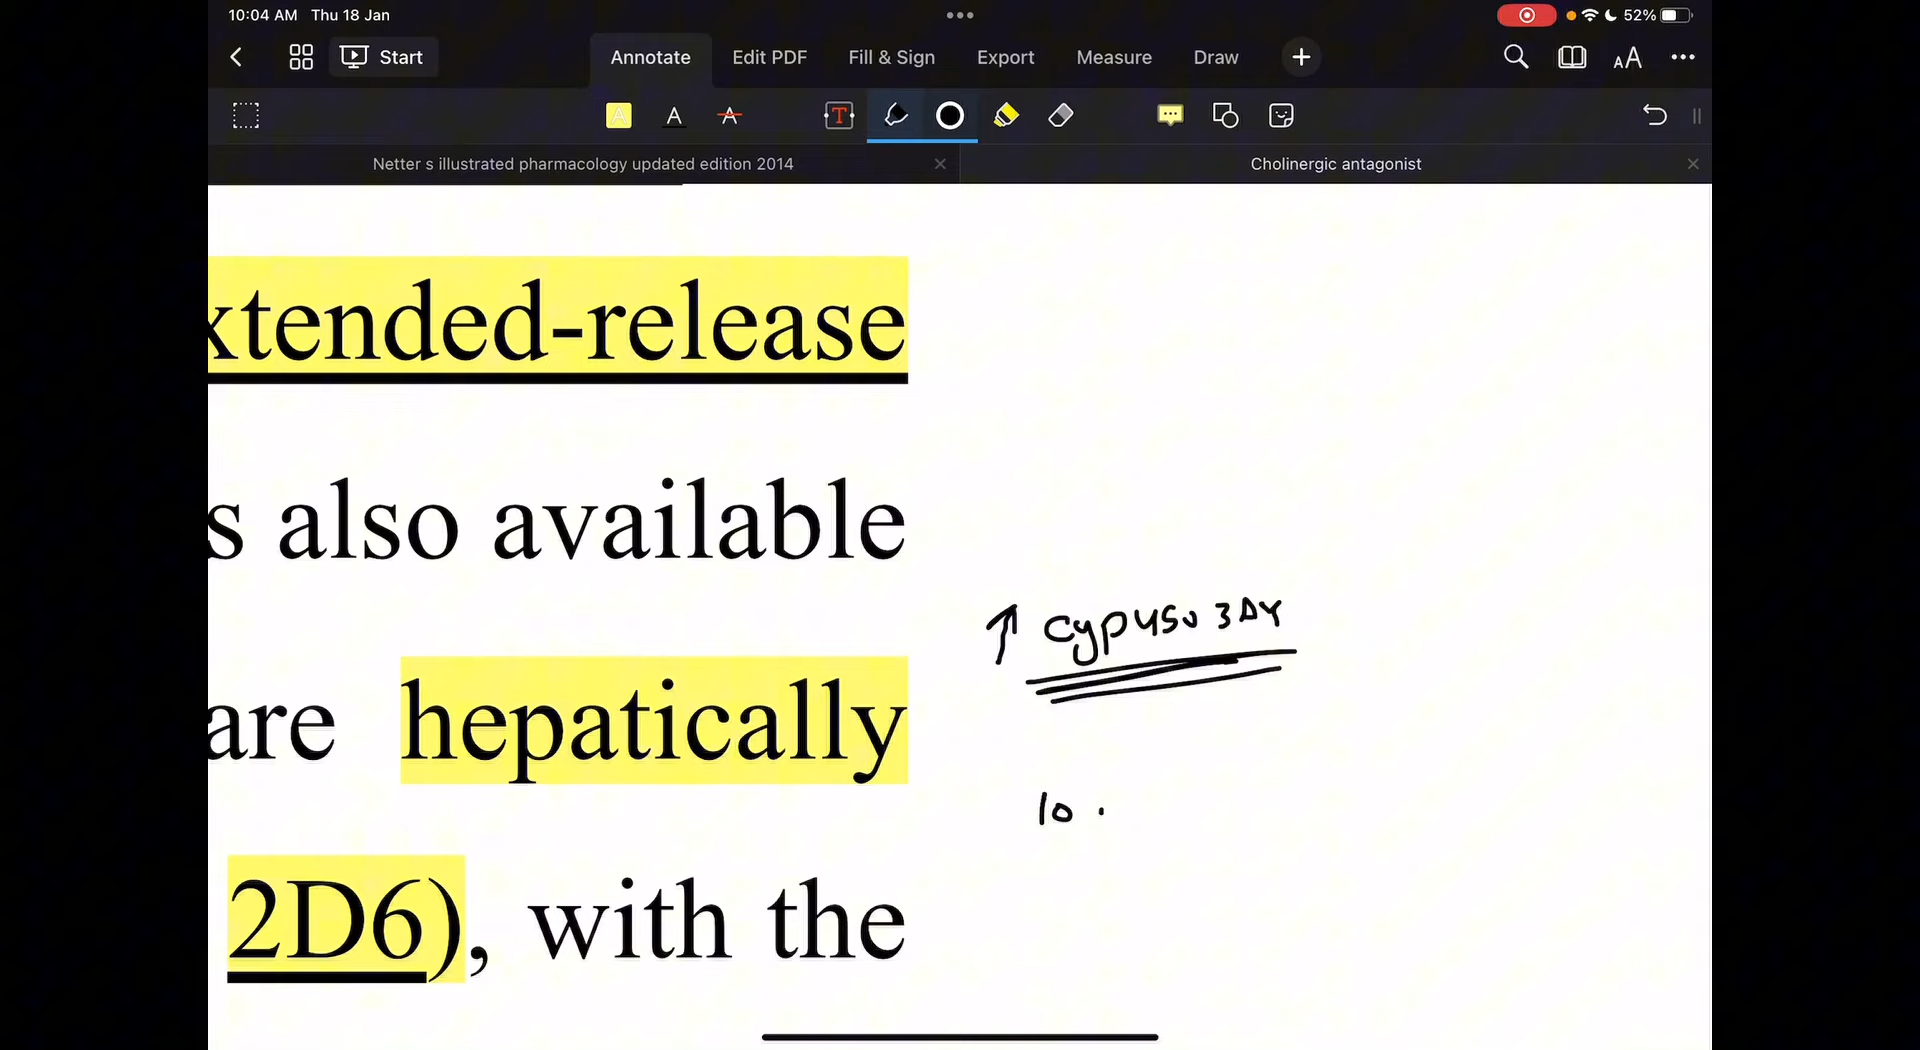 10:04 AM Thu 18 Jan
52%
Start
Annotate Edit PDF Fill & Sign Export Measure Draw
Netter s illustrated pharmacology updated edition 2014
Cholinergic antagonist
xtended-release
s also available
↑ cyp450 3A4
are hepatically
10 .
2D6), with the